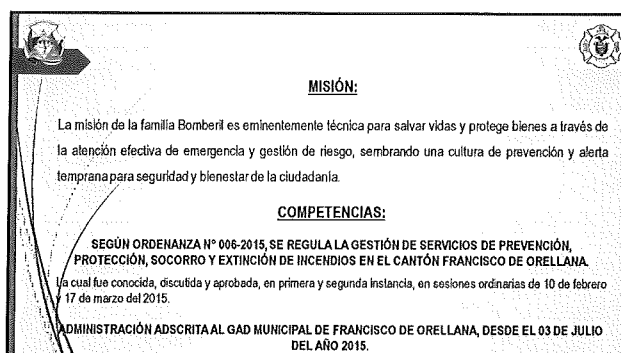 MISIÓN:
La misión de la familia Bomberil es eminentemente técnica para salvar vidas y protege bienes a través de
la atención efectiva de emergencia y gestión de riesgo, sembrando una cultura de prevención y alerta
temprana para seguridad y bienestar de la ciudadanía.
COMPETENCIAS:
SEGÚN ORDENANZA N° 006-2015, SE REGULA LA GESTIÓN DE SERVICIOS DE PREVENCIÓN,
PROTECCIÓN, SOCORRO Y EXTINCIÓN DE INCENDIOS EN EL CANTÓN FRANCISCO DE ORELLANA.
La cual fue conocida, discutida y aprobada, en primera y segunda instancia, en sesiones ordinarias de 10 de febrero
y 17 de marzo del 2015.
ADMINISTRACIÓN ADSCRITA AL GAD MUNICIPAL DE FRANCISCO DE ORELLANA, DESDE EL 03 DE JULIO
DEL AÑO 2015.